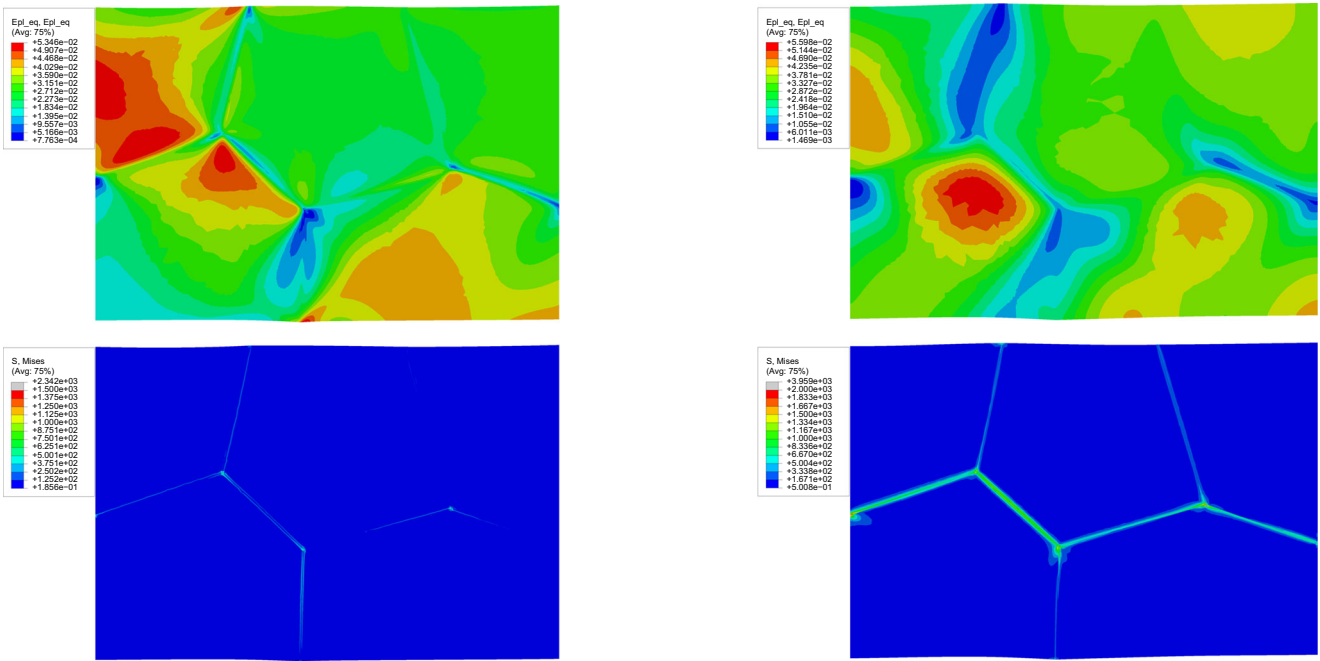 Epl_eq, Epl_eq
(Avg: 75%)
+5.346e−02
+4.907e−02
+4.468e−02
+4.029e−02
+3.590e−02
+3.151e−02
+2.712e−02
+2.273e−02
+1.834e−02
+1.395e−02
+9.557e−03
+5.166e−03
+7.763e−04
Epl_eq, Epl_eq
(Avg: 75%)
+5.598e−02
+5.144e−02
+4.690e−02
+4.235e−02
+3.781e−02
+3.327e−02
+2.872e−02
+2.418e−02
+1.964e−02
+1.510e−02
+1.055e−02
+6.011e−03
+1.469e−03
S, Mises
(Avg: 75%)
+2.342e+03
+1.500e+03
+1.375e+03
+1.250e+03
+1.125e+03
+1.000e+03
+8.751e+02
+7.501e+02
+6.251e+02
+5.001e+02
+3.751e+02
+2.502e+02
+1.252e+02
+1.856e−01
S, Mises
(Avg: 75%)
+3.959e+03
+2.000e+03
+1.833e+03
+1.667e+03
+1.500e+03
+1.334e+03
+1.167e+03
+1.000e+03
+8.336e+02
+6.670e+02
+5.004e+02
+3.338e+02
+1.671e+02
+5.008e−01